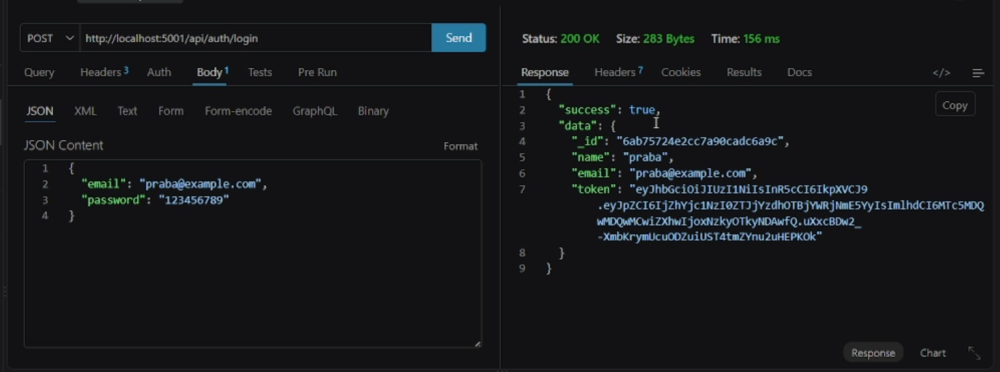 POST http://localhost:5001/api/auth/login Send
Query Headers 3 Auth Body 1 Tests Pre Run
JSON XML Text Form Form-encode GraphQL Binary
JSON Content Format
1 {
2 "email": "praba@example.com",
3 "password": "123456789"
4 }
Status: 200 OK Size: 283 Bytes Time: 156 ms
Response Headers 7 Cookies Results Docs </>
Copy
1 {
2 "success": true,
3 "data": {
4 "_id": "6ab75724e2cc7a90cadc6a9c",
5 "name": "praba",
6 "email": "praba@example.com",
7 "token": "eyJhbGciOiJIUzI1NiIsInR5cCI6IkpXVCJ9
.eyJpZCI6IjZhYjc1NzI0ZTJjYzdhOTBjYWRjNmE5YyIsImlhdCI6MTc5MDQ
wMDQwMCwiZXhwIjoxNzkyOTkyNDAwfQ.uXxcBDw2_
-XmbKrymUcuODZuiUST4tmZYnu2uHEPKOk"
8 }
9 }
Response Chart